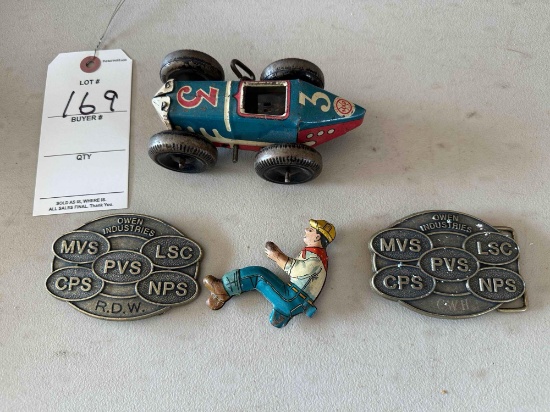 LOT #
169
BUYER #
QTY
SOLD AS IS, WHERE IS.
ALL SALES FINAL. Thank You.
3
3
OWEN
INDUSTRIES
MVS
LSC
PVS
CPS
NPS
R.D.W.
OWEN
INDUSTRIES
MVS
LSC
PVS
CPS
NPS